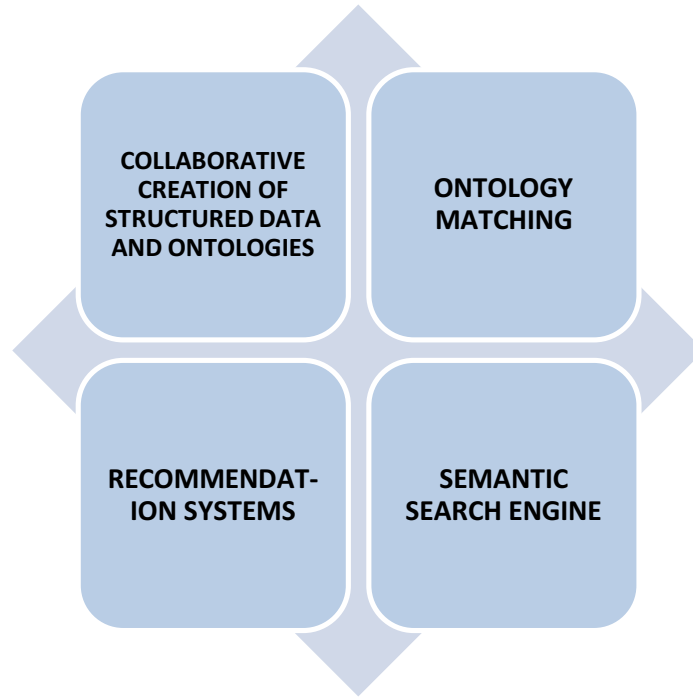 COLLABORATIVE
CREATION OF
STRUCTURED DATA
AND ONTOLOGIES
ONTOLOGY
MATCHING
RECOMMENDAT-
ION SYSTEMS
SEMANTIC
SEARCH ENGINE